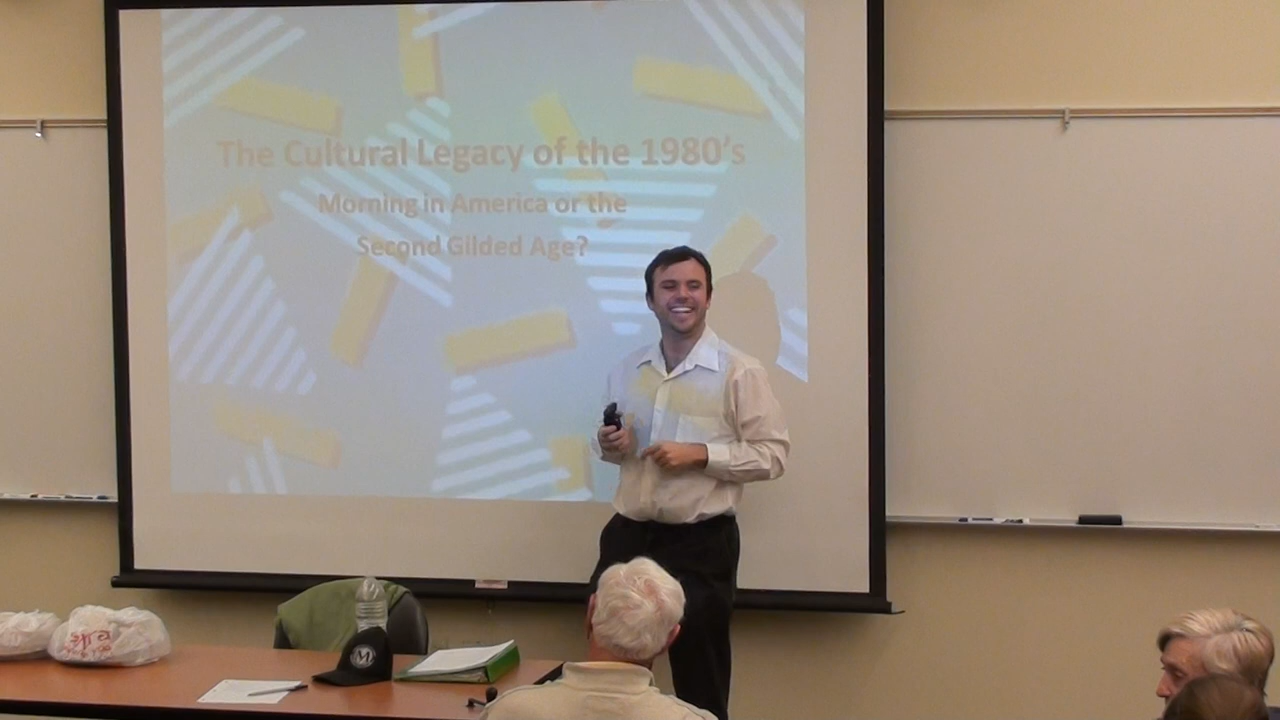 The Cultural Legacy of the 1980's
Morning in America or the
Second Gilded Age?
M